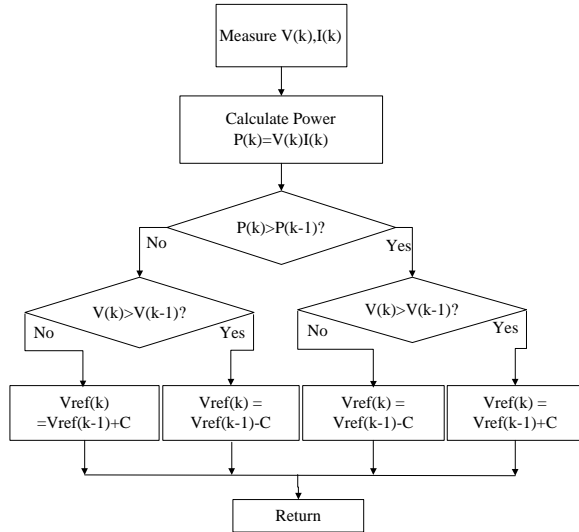 Measure V(k),I(k)
Calculate Power
P(k)=V(k)I(k)
P(k)>P(k-1)?
No
Yes
V(k)>V(k-1)?
V(k)>V(k-1)?
No
Yes
No
Yes
Vref(k)
=Vref(k-1)+C
Vref(k) =
Vref(k-1)-C
Vref(k) =
Vref(k-1)-C
Vref(k) =
Vref(k-1)+C
Return